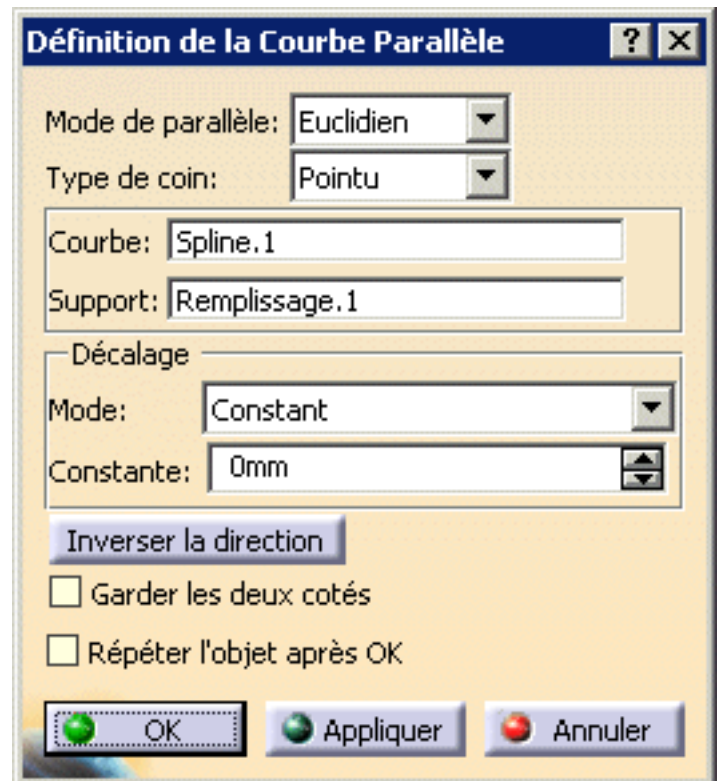 Définition de la Courbe Parallèle ? X
Mode de parallèle: Euclidien
Type de coin: Pointu
Courbe: Spline.1
Support: Remplissage.1
Décalage
Mode: Constant
Constante: 0mm
Inverser la direction
Garder les deux cotés
Répéter l'objet après OK
OK Appliquer Annuler